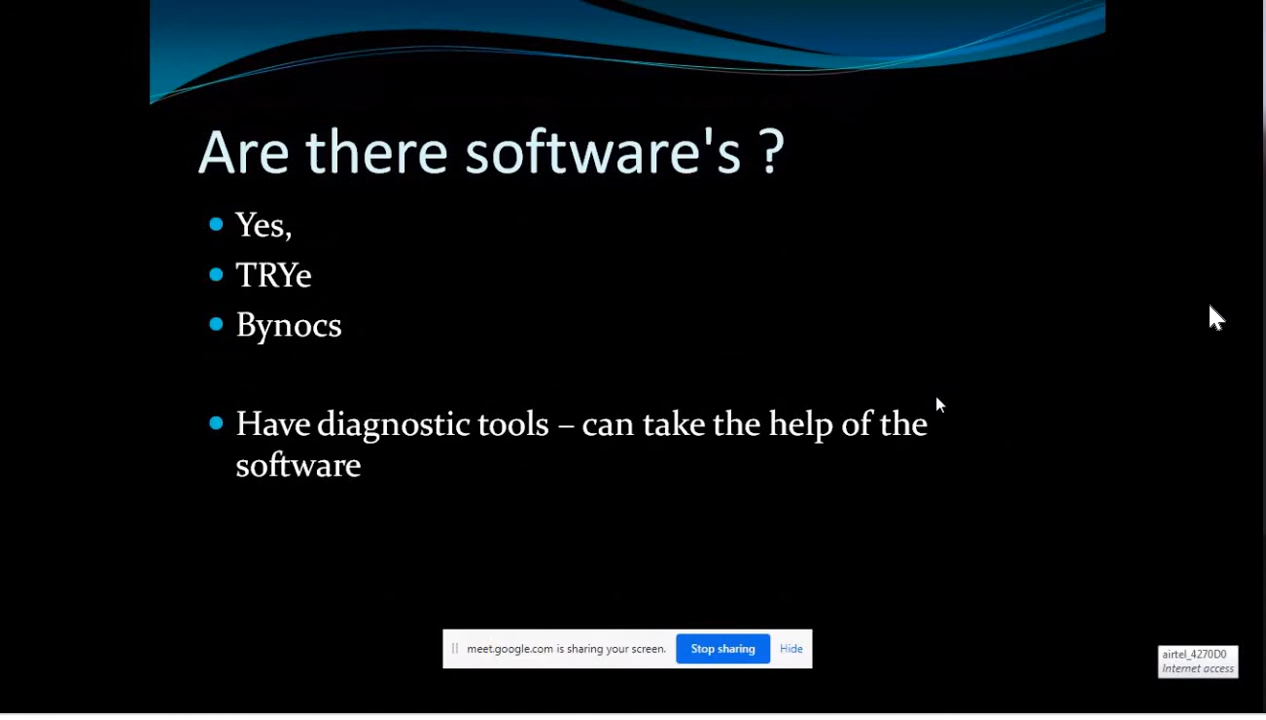 Are there software's ?
Yes,
TRYe
Bynocs
Have diagnostic tools – can take the help of the
software
meet.google.com is sharing your screen. Stop sharing Hide
airtel_4270D0
Internet access